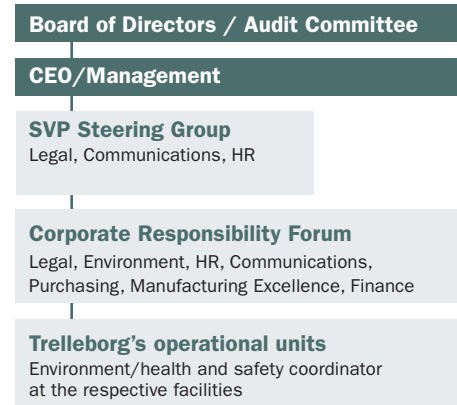 Board of Directors / Audit Committee
CEO/Management
SVP Steering Group
Legal, Communications, HR
Corporate Responsibility Forum
Legal, Environment, HR, Communications,
Purchasing, Manufacturing Excellence, Finance
Trelleborg’s operational units
Environment/health and safety coordinator
at the respective facilities